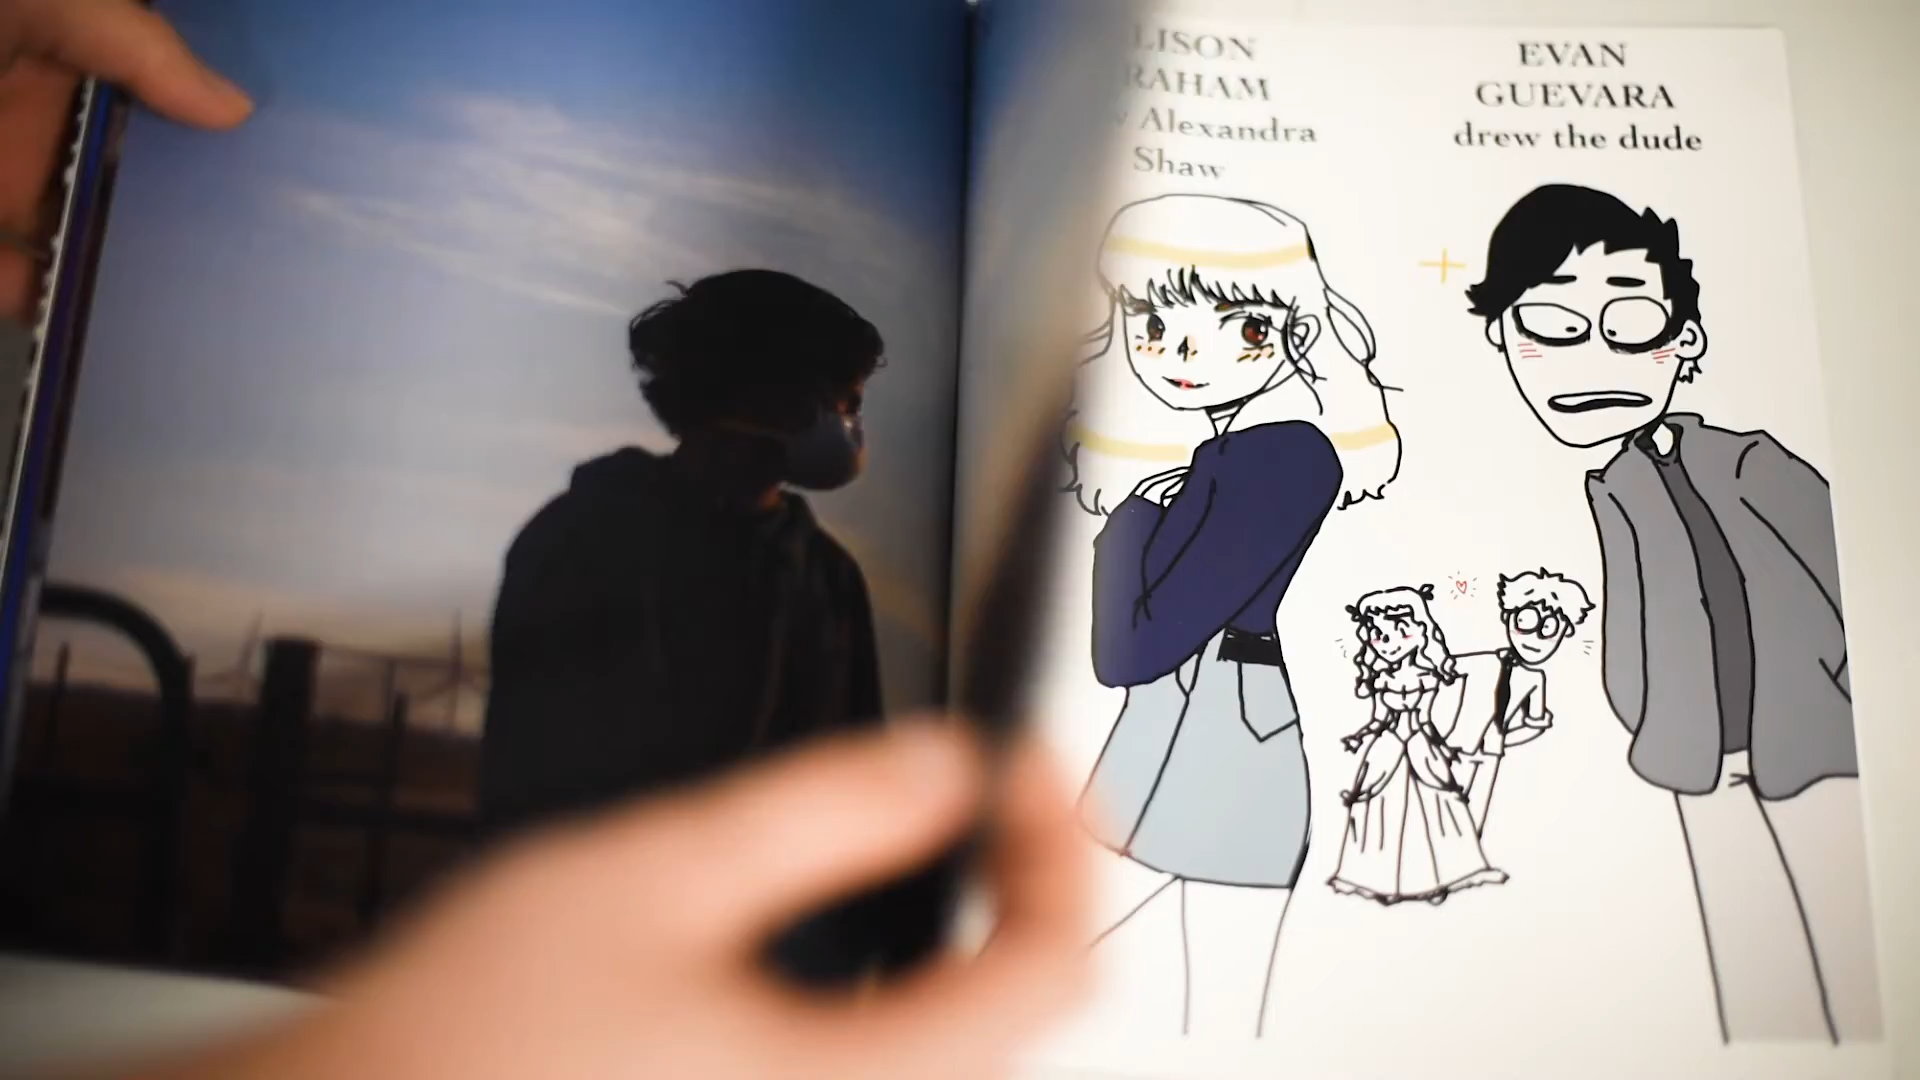 LISON
RAHAM
Alexandra
Shaw
EVAN
GUEVARA
drew the dude